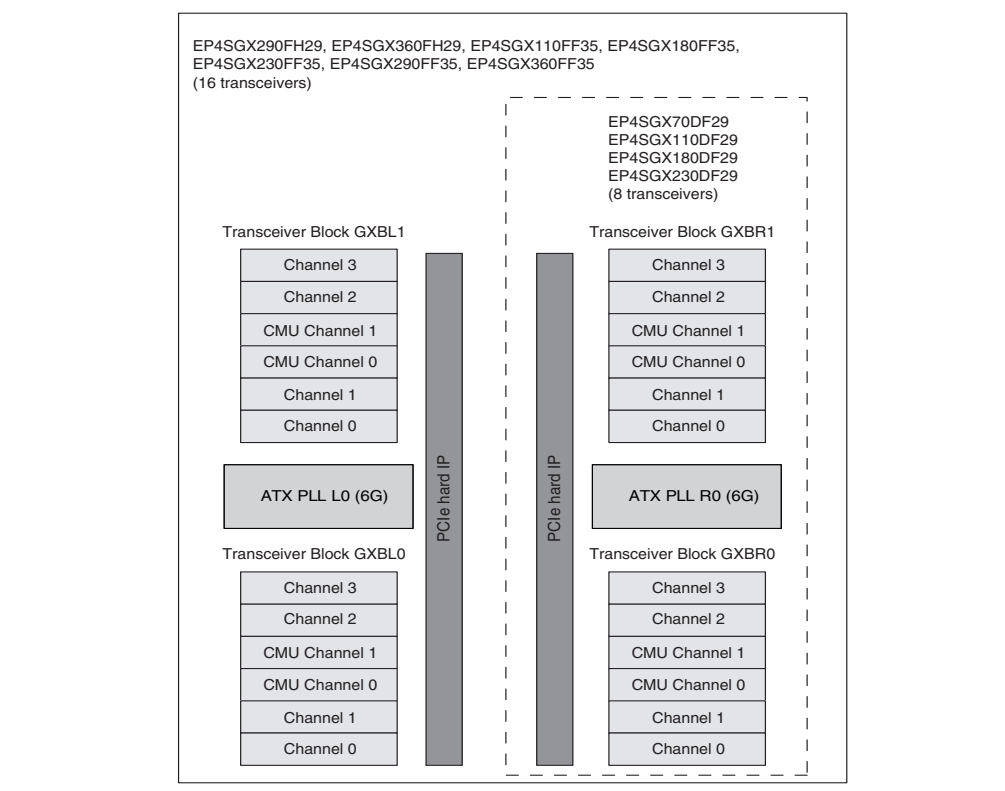 EP4SGX290FH29, EP4SGX360FH29, EP4SGX110FF35, EP4SGX180FF35,
EP4SGX230FF35, EP4SGX290FF35, EP4SGX360FF35
(16 transceivers)
EP4SGX70DF29
EP4SGX110DF29
EP4SGX180DF29
EP4SGX230DF29
(8 transceivers)
Transceiver Block GXBL1
Channel 3
Channel 2
CMU Channel 1
CMU Channel 0
Channel 1
Channel 0
ATX PLL L0 (6G)
Transceiver Block GXBL0
Channel 3
Channel 2
CMU Channel 1
CMU Channel 0
Channel 1
Channel 0
PCIe hard IP
PCIe hard IP
Transceiver Block GXBR1
Channel 3
Channel 2
CMU Channel 1
CMU Channel 0
Channel 1
Channel 0
ATX PLL R0 (6G)
Transceiver Block GXBR0
Channel 3
Channel 2
CMU Channel 1
CMU Channel 0
Channel 1
Channel 0